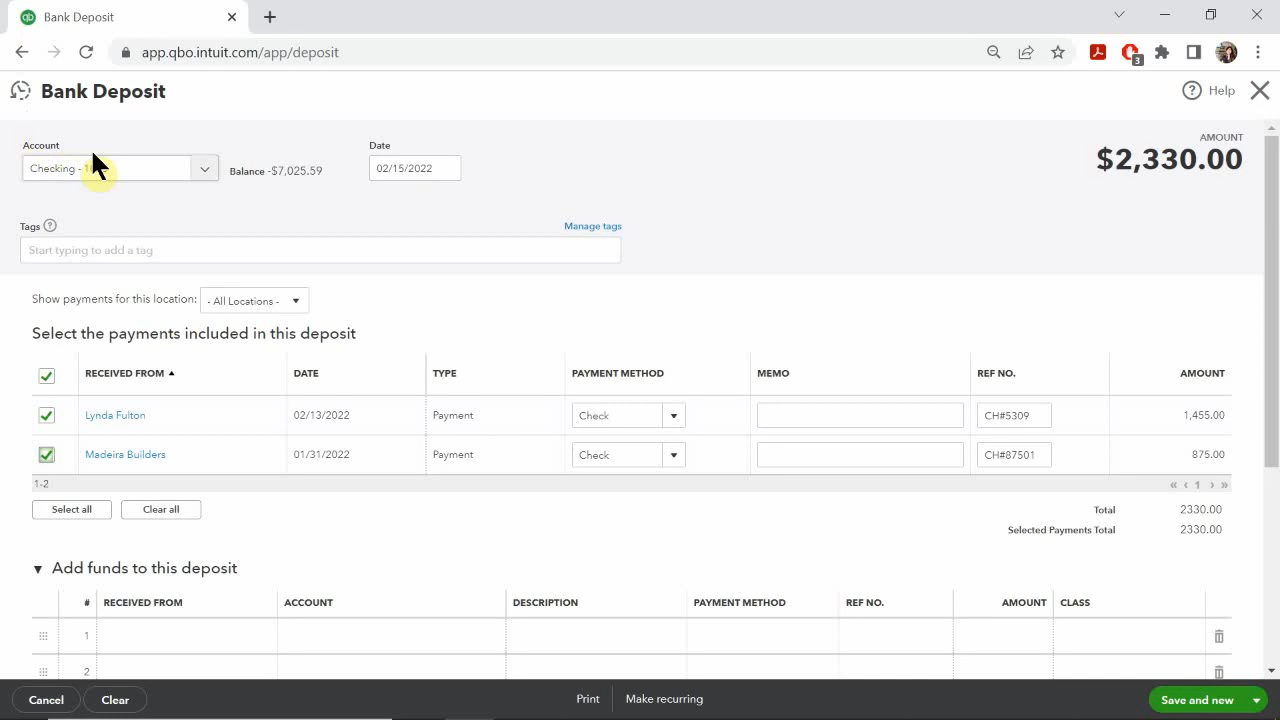 Bank Deposit
app.qbo.intuit.com/app/deposit
3
Bank Deposit
Help
Account
Date
AMOUNT
Checking -
Balance -$7,025.59
02/15/2022
$2,330.00
Tags
Manage tags
Start typing to add a tag
Show payments for this location:
- All Locations -
Select the payments included in this deposit
RECEIVED FROM DATE TYPE PAYMENT METHOD MEMO REF NO. AMOUNT
Lynda Fulton 02/13/2022 Payment Check CH#5309 1,455.00
Madeira Builders 01/31/2022 Payment Check CH#87501 875.00
1-2 « ‹ 1 › »
Select all Clear all Total 2330.00
Selected Payments Total 2330.00
Add funds to this deposit
# RECEIVED FROM ACCOUNT DESCRIPTION PAYMENT METHOD REF NO. AMOUNT CLASS
1
2
Cancel Clear Print Make recurring Save and new